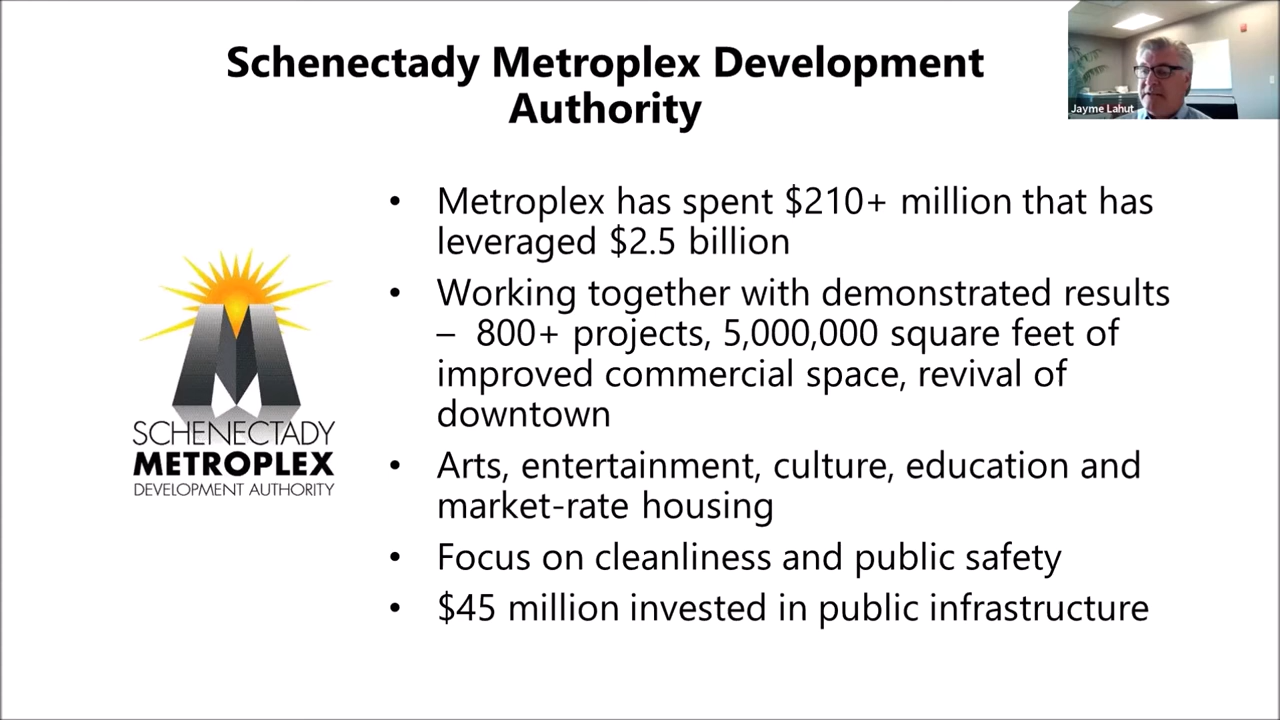 Schenectady Metroplex Development
Authority
Jayme Lahut
• Metroplex has spent $210+ million that has
leveraged $2.5 billion
• Working together with demonstrated results
– 800+ projects, 5,000,000 square feet of
improved commercial space, revival of
downtown
• Arts, entertainment, culture, education and
market-rate housing
• Focus on cleanliness and public safety
• $45 million invested in public infrastructure
SCHENECTADY
METROPLEX
DEVELOPMENT AUTHORITY